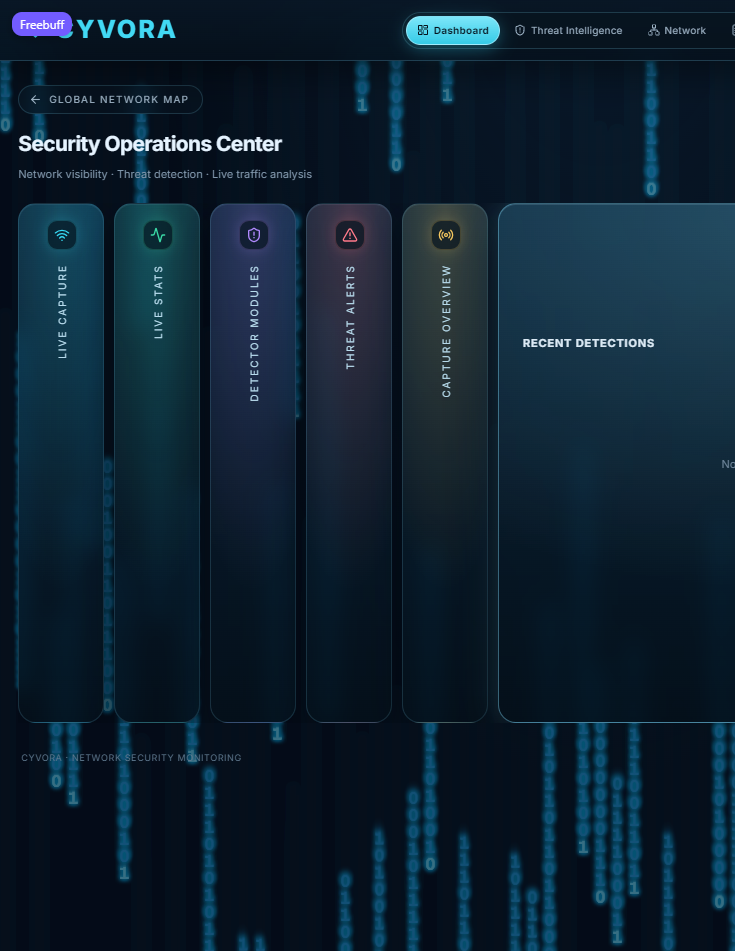 Freebuff
CYVORA
Dashboard
Threat Intelligence
Network
GLOBAL NETWORK MAP
Security Operations Center
Network visibility · Threat detection · Live traffic analysis
LIVE CAPTURE
LIVE STATS
DETECTOR MODULES
THREAT ALERTS
CAPTURE OVERVIEW
RECENT DETECTIONS
CYVORA · NETWORK SECURITY MONITORING